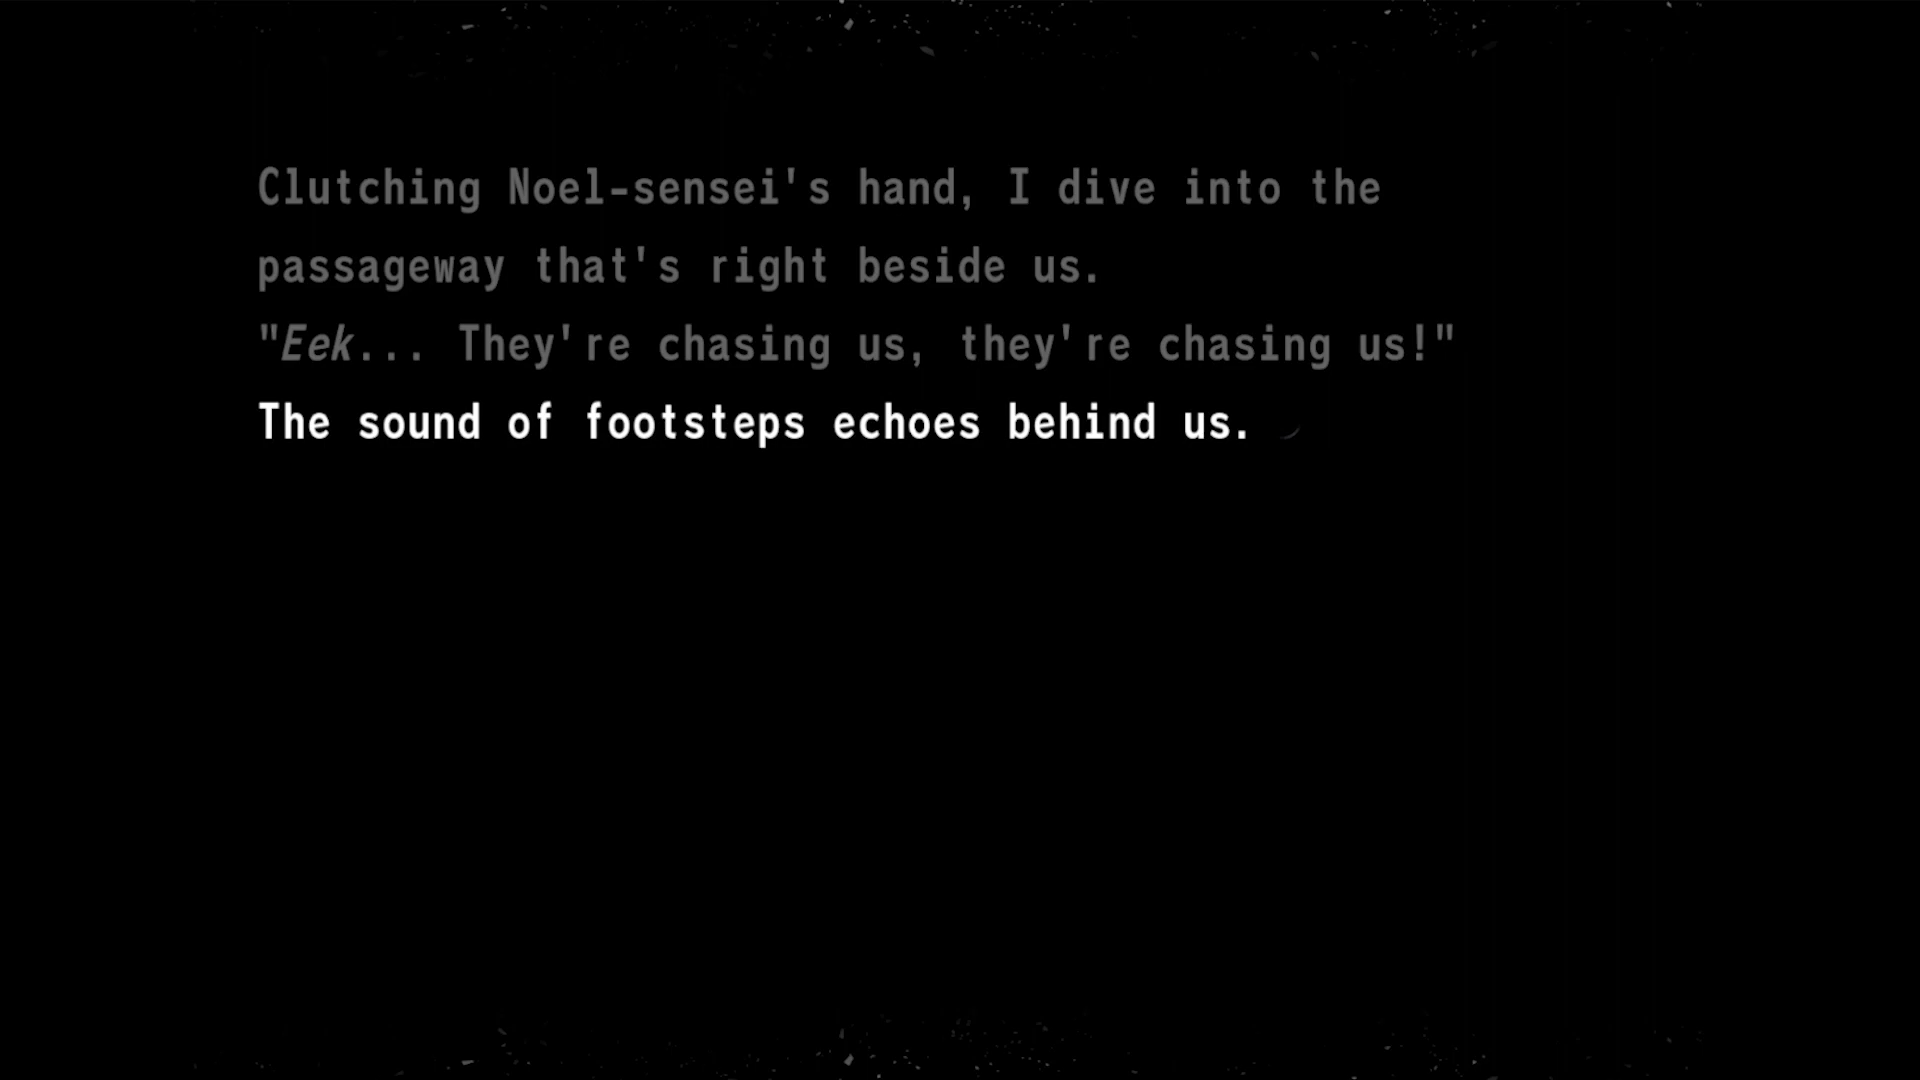 Clutching Noel-sensei's hand, I dive into the
passageway that's right beside us.
"Eek... They're chasing us, they're chasing us!"
The sound of footsteps echoes behind us.